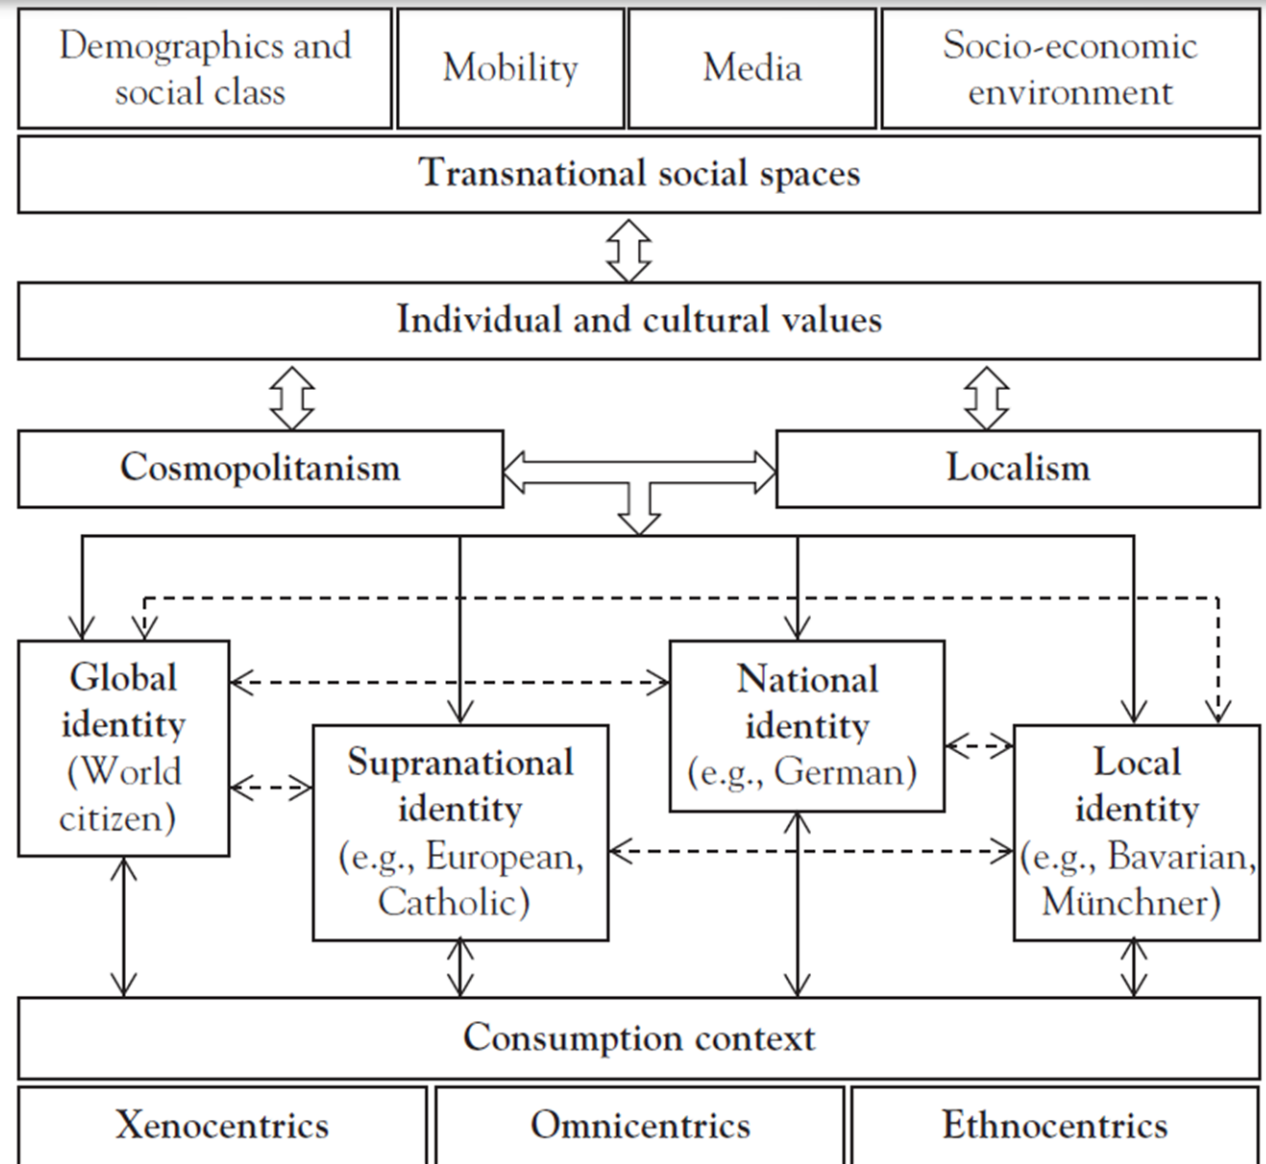 Demographics and
social class
Mobility
Media
Socio-economic
environment
Transnational social spaces
Individual and cultural values
Cosmopolitanism
Localism
Global
identity
(World
citizen)
National
identity
(e.g., German)
Supranational
identity
(e.g., European,
Catholic)
Local
identity
(e.g., Bavarian,
Münchner)
Consumption context
Xenocentrics
Omnicentrics
Ethnocentrics